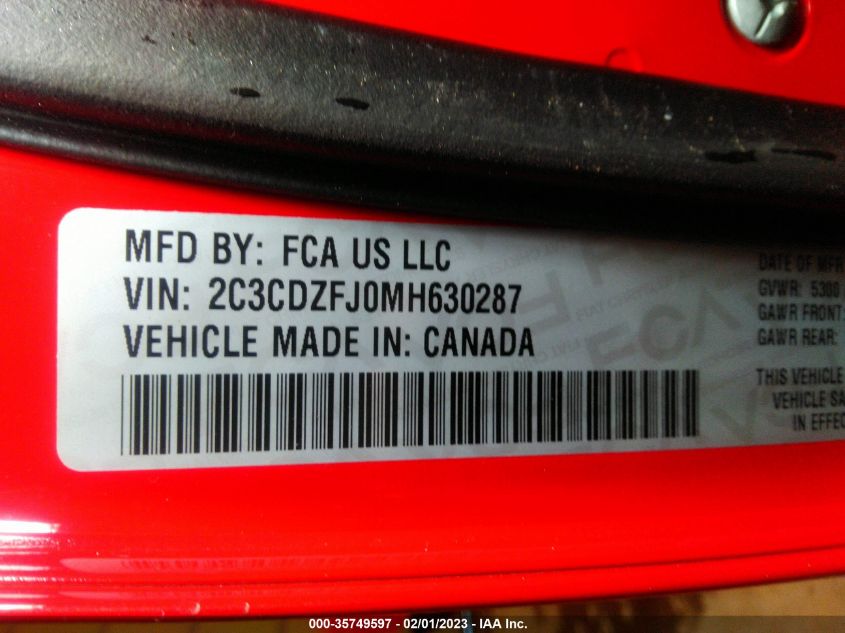 MFD BY: FCA US LLC
VIN: 2C3CDZFJ0MH630287
VEHICLE MADE IN: CANADA
DATE OF MFR
GVWR: 5300
GAWR FRONT:
GAWR REAR:
THIS VEHICLE
VEHICLE SA
IN EFFEC
000-35749597 - 02/01/2023 - IAA Inc.